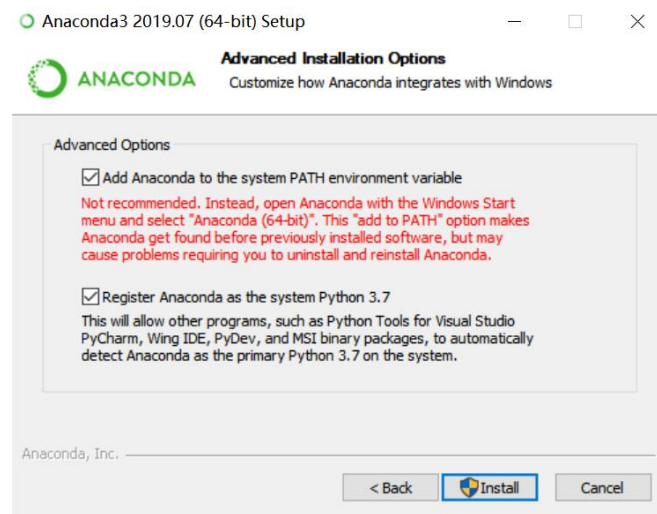 Anaconda3 2019.07 (64-bit) Setup
ANACONDA
Advanced Installation Options
Customize how Anaconda integrates with Windows
Advanced Options
Add Anaconda to the system PATH environment variable
Not recommended. Instead, open Anaconda with the Windows Start
menu and select "Anaconda (64-bit)". This "add to PATH" option makes
Anaconda get found before previously installed software, but may
cause problems requiring you to uninstall and reinstall Anaconda.
Register Anaconda as the system Python 3.7
This will allow other programs, such as Python Tools for Visual Studio
PyCharm, Wing IDE, PyDev, and MSI binary packages, to automatically
detect Anaconda as the primary Python 3.7 on the system.
Anaconda, Inc.
< Back
Install
Cancel